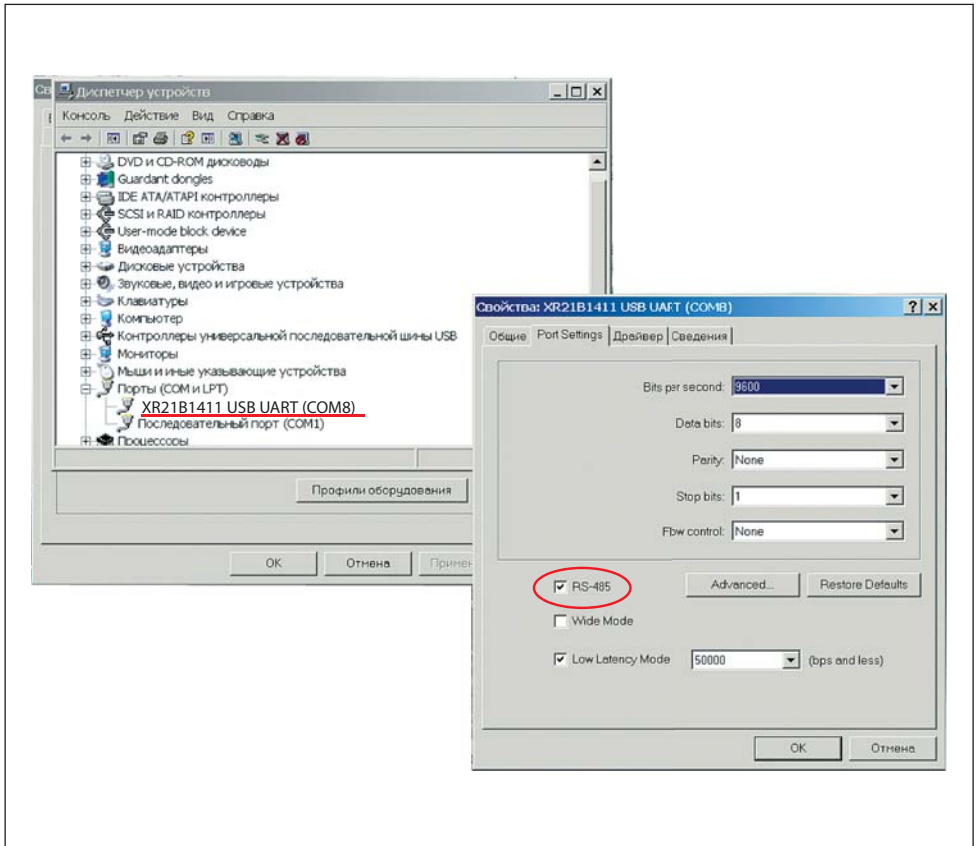 Св
Диспетчер устройств
Консоль Действие Вид Справка
DVD и CD-ROM дисководы
Guardant dongles
IDE ATA/ATAPI контроллеры
SCSI и RAID контроллеры
User-mode block device
Видеоадаптеры
Дисковые устройства
Звуковые, видео и игровые устройства
Клавиатуры
Компьютер
Контроллеры универсальной последовательной шины USB
Мониторы
Мыши и иные указывающие устройства
Порты (COM и LPT)
XR21B1411 USB UART (COM8)
Последовательный порт (COM1)
Процессоры
Профили оборудования
OK Отмена Примен
Свойства: XR21B1411 USB UART (COM8)
Общие Port Settings Драйвер Сведения
Bits per second: 9600
Data bits: 8
Parity: None
Stop bits: 1
Flow control: None
RS-485 Advanced... Restore Defaults
Wide Mode
Low Latency Mode 50000 (bps and less)
OK Отмена